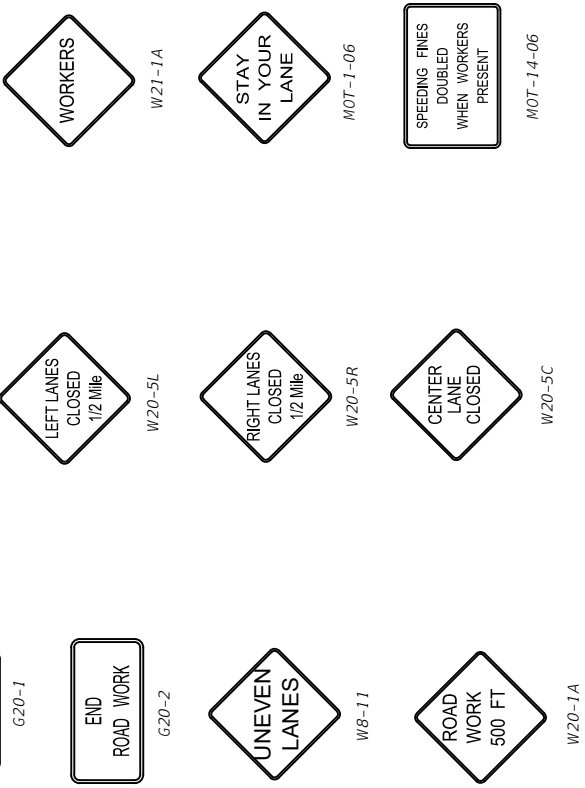 G20-1
END
ROAD WORK
G20-2
UNEVEN
LANES
W8-11
ROAD
WORK
500 FT
W20-1A
LEFT LANES
CLOSED
1/2 Mile
W20-5L
RIGHT LANES
CLOSED
1/2 Mile
W20-5R
CENTER
LANE
CLOSED
W20-5C
WORKERS
W21-1A
STAY
IN YOUR
LANE
MOT-1-06
SPEEDING FINES
DOUBLED
WHEN WORKERS
PRESENT
MOT-14-06